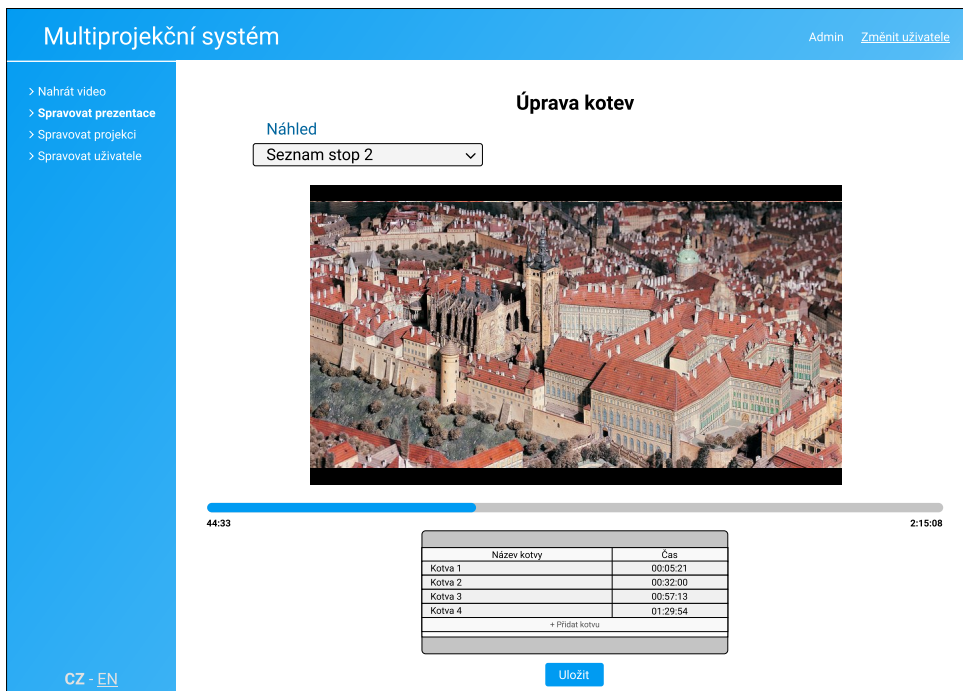 Multiprojekční systém
Admin Změnit uživatele
> Nahrát video
> Spravovat prezentace
> Spravovat projekci
> Spravovat uživatele
Úprava kotev
Náhled
Seznam stop 2
44:33 2:15:08
Název kotvy Čas
Kotva 1 00:05:21
Kotva 2 00:32:00
Kotva 3 00:57:13
Kotva 4 01:29:54
+ Přidat kotvu
Uložit
CZ - EN